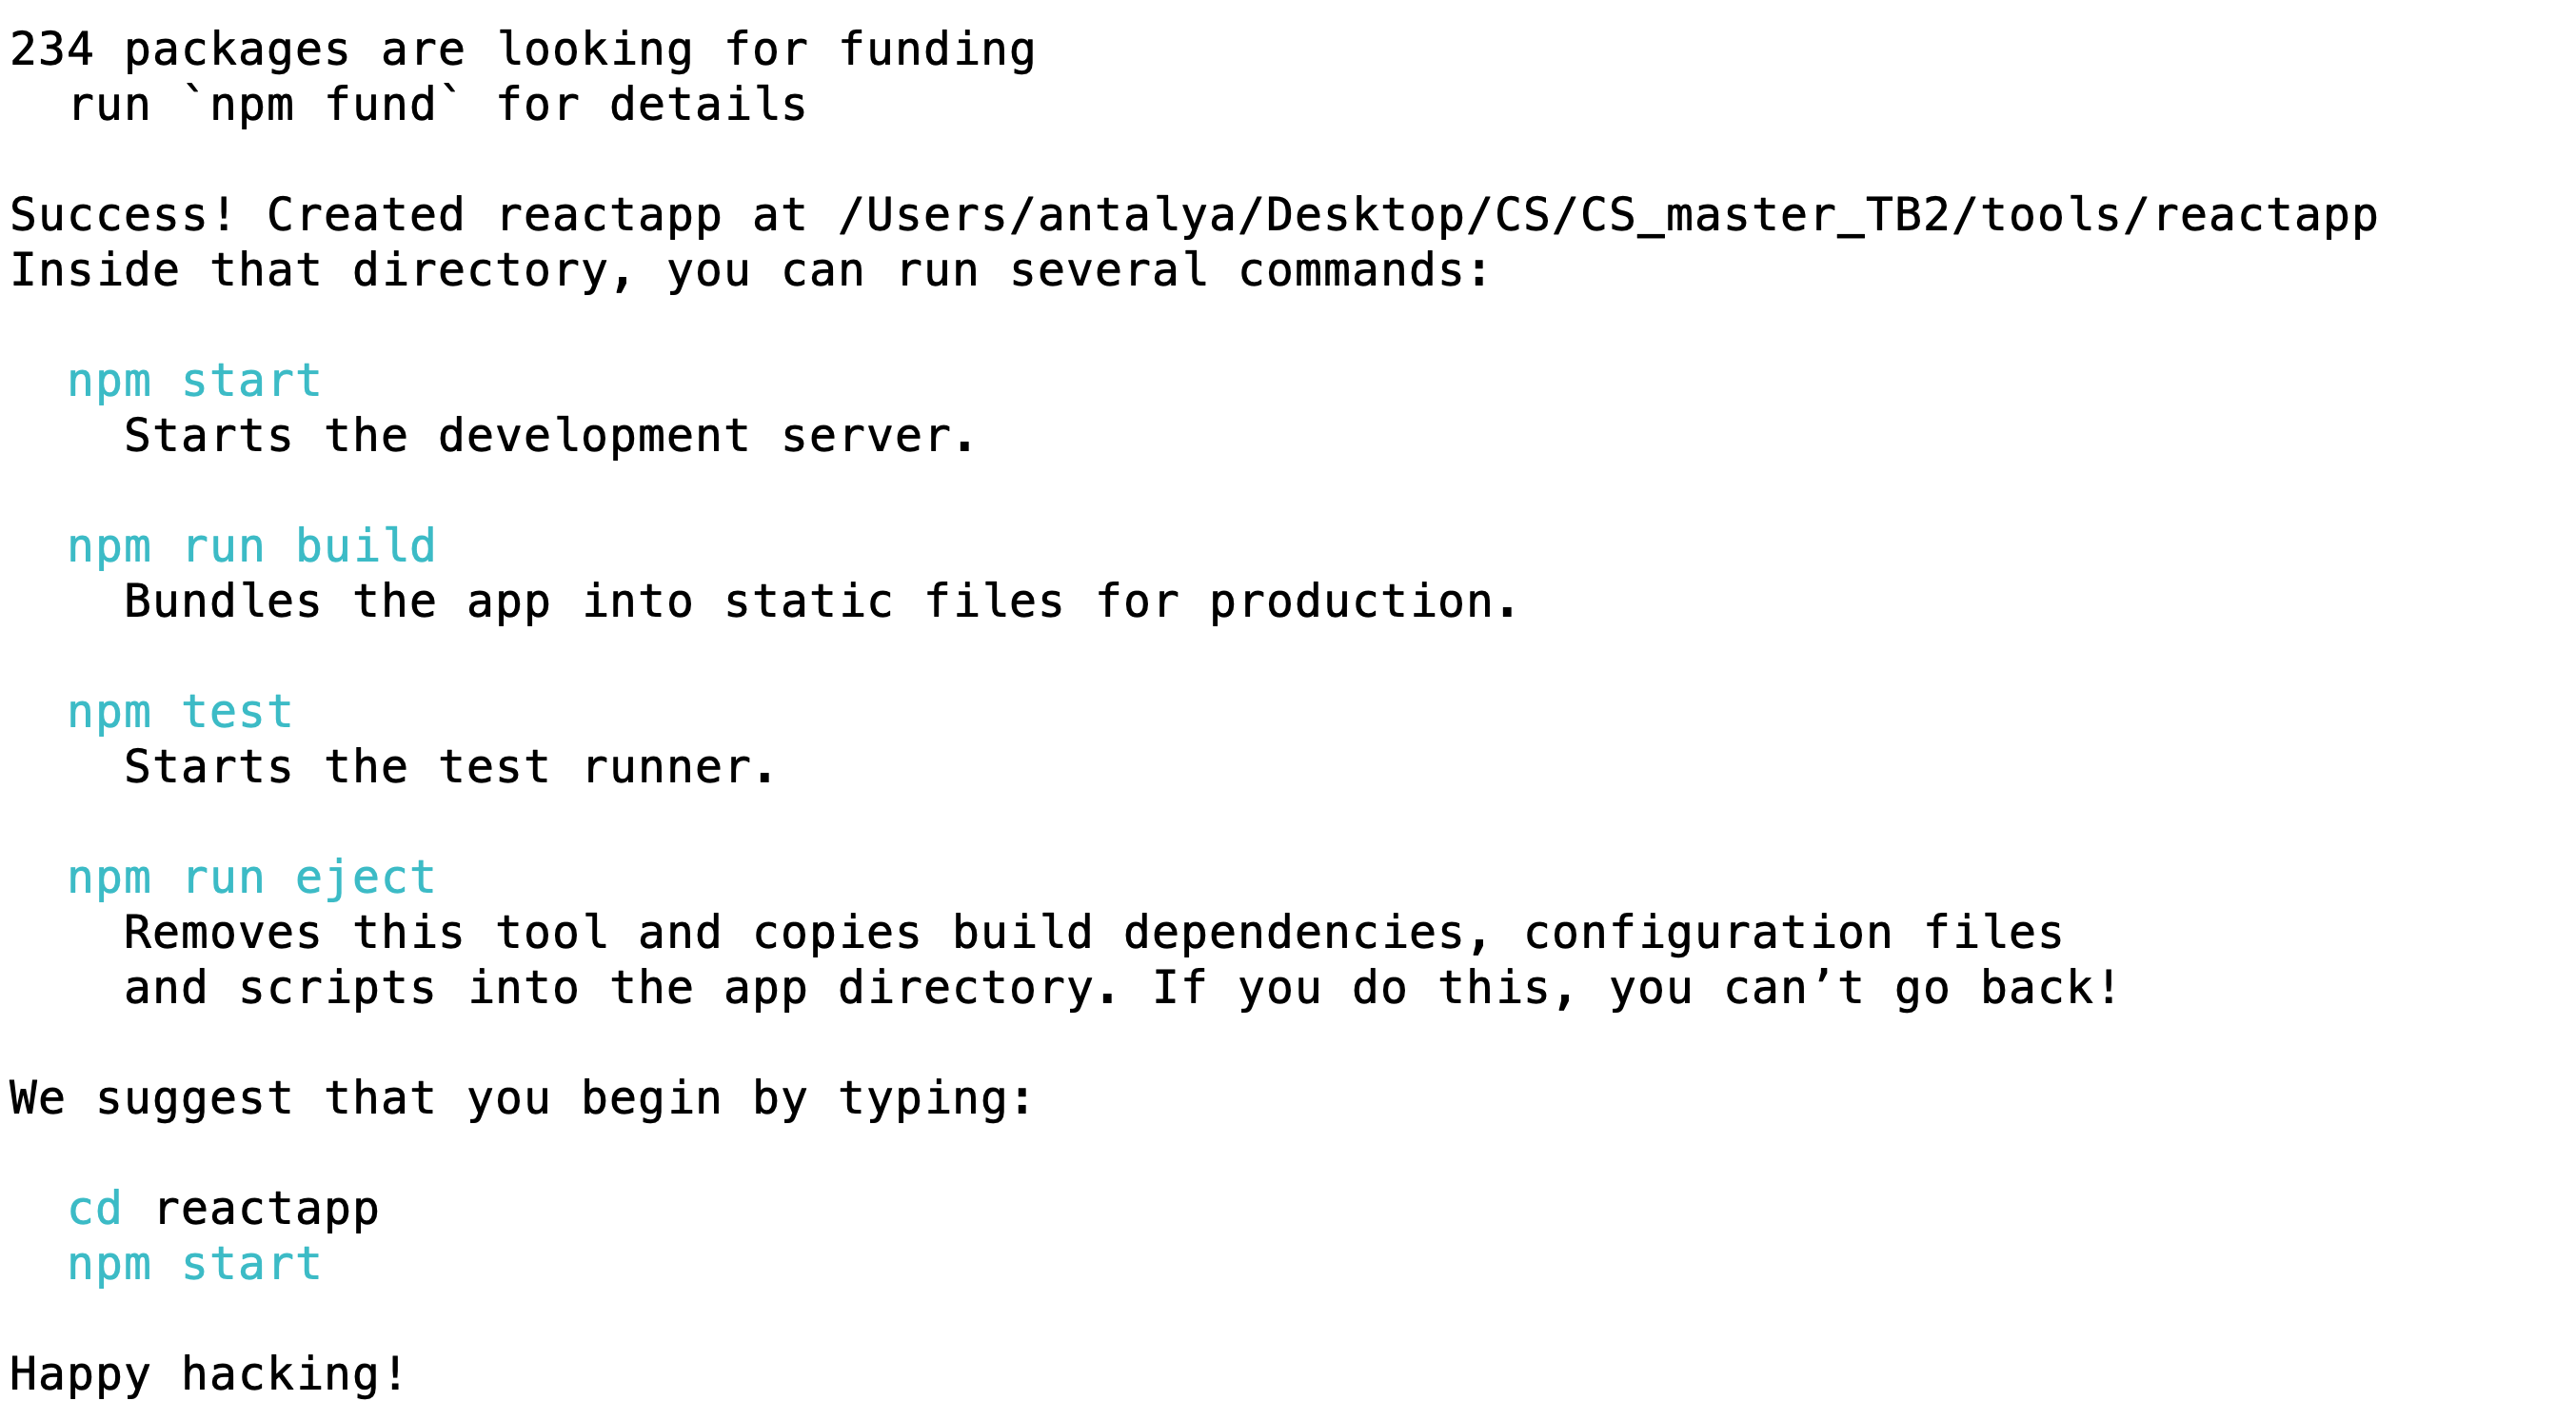 234 packages are looking for funding
  run `npm fund` for details

Success! Created reactapp at /Users/antalya/Desktop/CS/CS_master_TB2/tools/reactapp
Inside that directory, you can run several commands:

  npm start
    Starts the development server.

  npm run build
    Bundles the app into static files for production.

  npm test
    Starts the test runner.

  npm run eject
    Removes this tool and copies build dependencies, configuration files
    and scripts into the app directory. If you do this, you can’t go back!

We suggest that you begin by typing:

  cd reactapp
  npm start

Happy hacking!